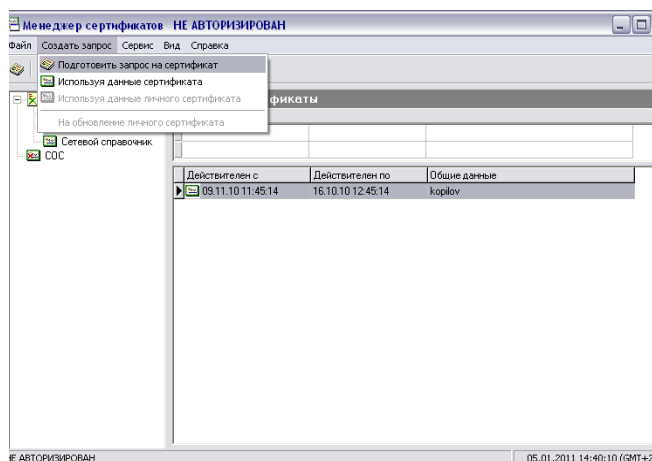 Менеджер сертификатов НЕ АВТОРИЗИРОВАН
Файл Создать запрос Сервис Вид Справка
Подготовить запрос на сертификат
Используя данные сертификата
Используя данные личного сертификата
На обновление личного сертификата
Сетевой справочник
СОС
Действителен с Действителен по Общие данные
09.11.10 11:45:14 16.10.10 12:45:14 kopilov
НЕ АВТОРИЗИРОВАН 05.01.2011 14:40:10 (GMT+2